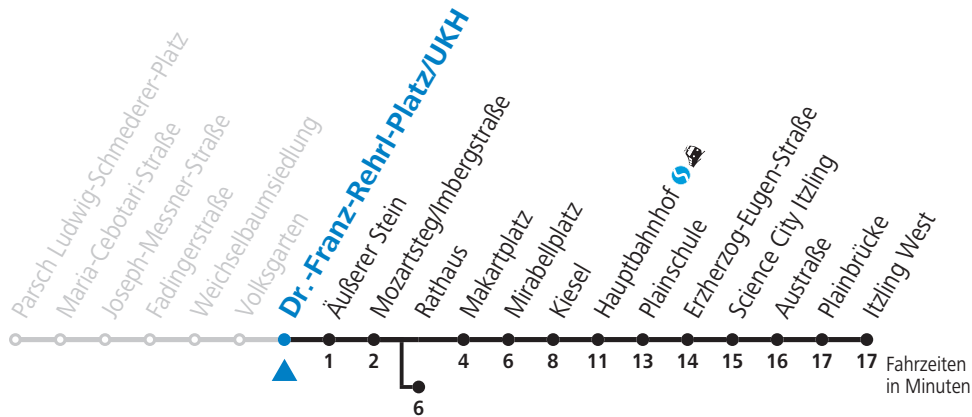 Parsch Ludwig-Schmederer-Platz
Maria-Cebotari-Straße
Joseph-Messner-Straße
Fadingerstraße
Weichselbaumsiedlung
Volksgarten
Dr.-Franz-Rehrl-Platz/UKH
Äußerer Stein
Mozartsteg/Imbergstraße
Rathaus
Makartplatz
Mirabellplatz
Kiesel
Hauptbahnhof
Plainschule
Erzherzog-Eugen-Straße
Science City Itzling
Austraße
Plainbrücke
Itzling West
1 2 4 6 8 11 13 14 15 16 17 17 Fahrzeiten
in Minuten
6